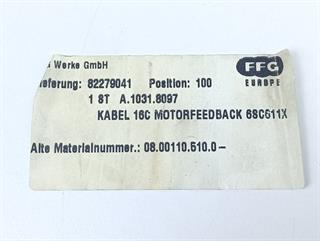 Werke GmbH
eferung: 82279041 Position: 100
1 ST A.1031.8097
KABEL 16C MOTORFEEDBACK 6SC611X
Alte Materialnummer.: 08.00110.510.0-
FFG
EUROPE